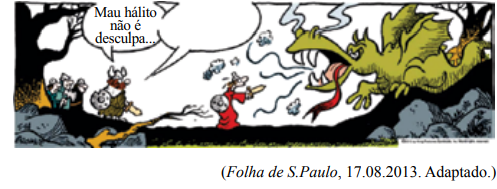 Mau hálito
não é
desculpa...
(Folha de S.Paulo, 17.08.2013. Adaptado.)